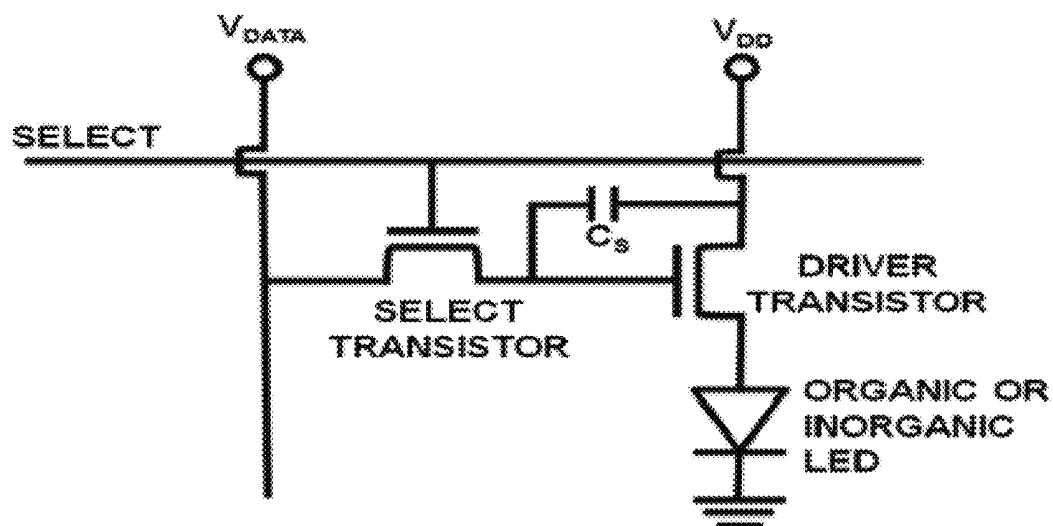 VDATA
VDD
SELECT
Cs
DRIVER
TRANSISTOR
SELECT
TRANSISTOR
ORGANIC OR
INORGANIC
LED